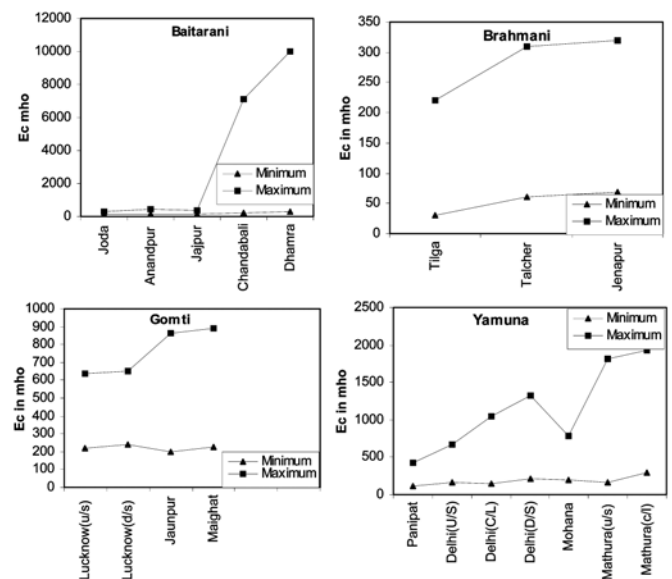 Baitarani
Ec mho
12000
10000
8000
6000
4000
2000
0
Minimum
Maximum
Joda
Anandpur
Jajpur
Chandabali
Dhamra
Brahmani
Ec in mho
350
300
250
200
150
100
50
0
Minimum
Maximum
Tilga
Talcher
Jenapur
Gomti
Ec in mho
1000
900
800
700
600
500
400
300
200
100
0
Minimum
Maximum
Lucknow(u/s)
Lucknow(d/s)
Jaunpur
Maighat
Yamuna
Ec in mho
2500
2000
1500
1000
500
0
Minimum
Maximum
Panipat
Delhi(U/S)
Delhi(C/L)
Delhi(D/S)
Mohana
Mathura(u/s)
Mathura(c/l)